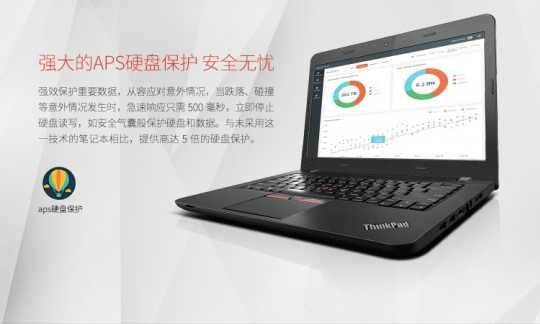 强大的APS硬盘保护 安全无忧
强效保护重要数据，从容应对意外情况，当跌落、碰撞
等意外情况发生时，急速响应只需 500 毫秒，立即停止
硬盘读写，如安全气囊般保护硬盘和数据。与未采用这
一技术的笔记本相比，提供高达 5 倍的硬盘保护。
aps硬盘保护
ThinkPad